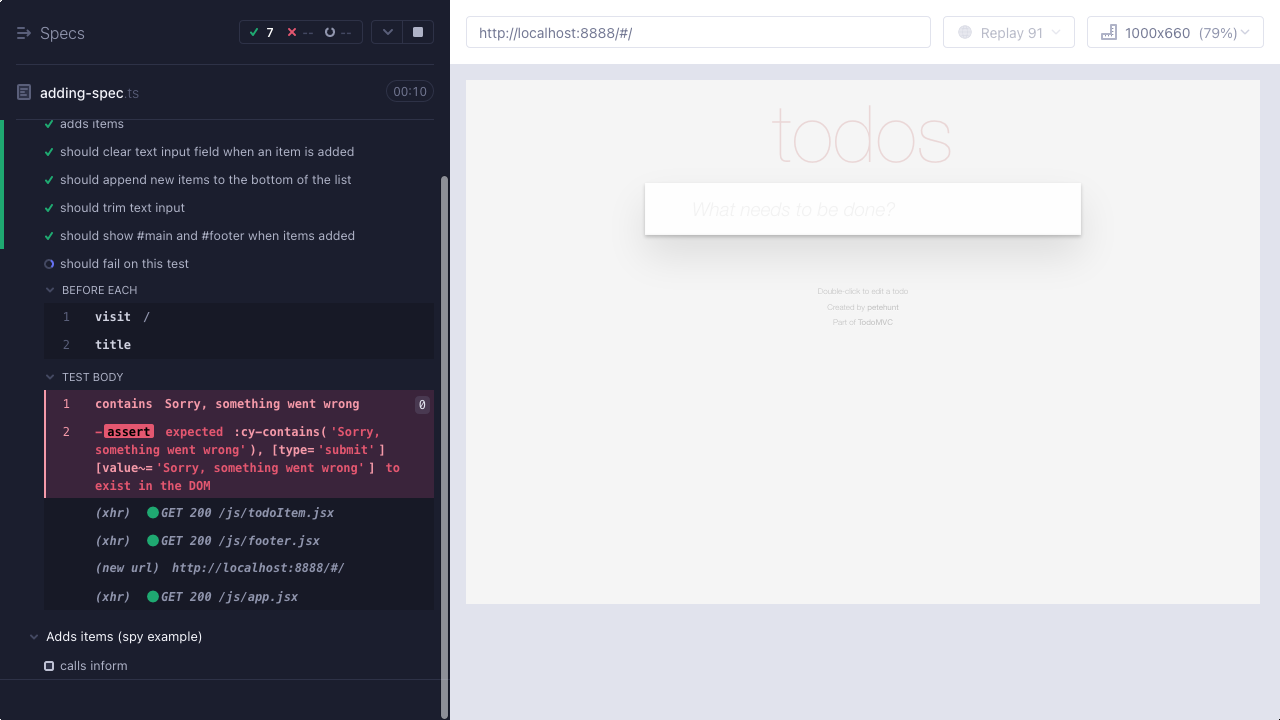 Specs
7 -- --
adding-spec.ts
00:10
adds items
should clear text input field when an item is added
should append new items to the bottom of the list
should trim text input
should show #main and #footer when items added
should fail on this test
BEFORE EACH
1 visit /
2 title
TEST BODY
1 contains Sorry, something went wrong 0
2 -assert expected :cy-contains('Sorry,
something went wrong'), [type='submit']
[value~='Sorry, something went wrong'] to
exist in the DOM
(xhr) GET 200 /js/todoItem.jsx
(xhr) GET 200 /js/footer.jsx
(new url) http://localhost:8888/#/
(xhr) GET 200 /js/app.jsx
Adds items (spy example)
calls inform
http://localhost:8888/#/
Replay 91
1000x660 (79%)
todos
What needs to be done?
Double-click to edit a todo
Created by petehunt
Part of TodoMVC